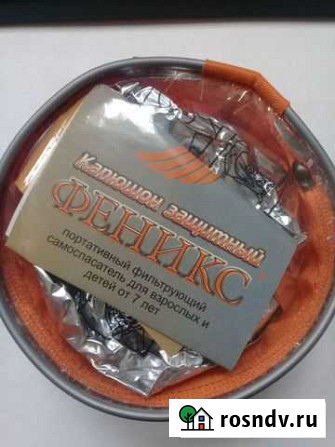 Капюшон защитный
ФЕНИКС
портативный фильтрующий
самоспасатель для взрослых и
детей от 7 лет
rosndv.ru